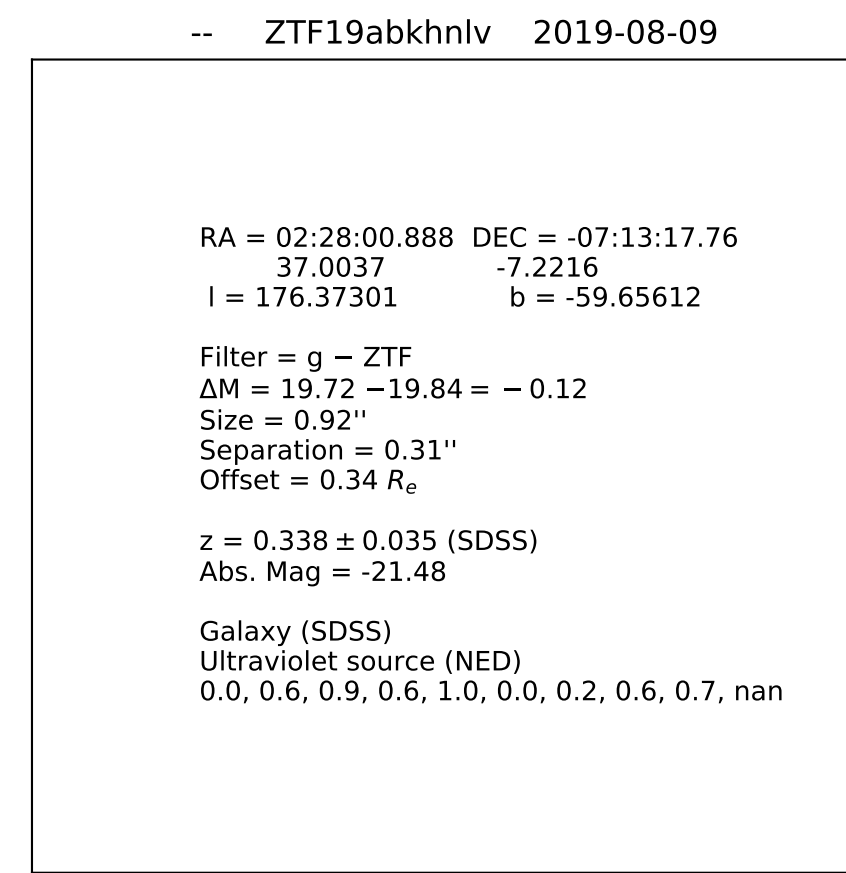 -- ZTF19abkhnlv 2019-08-09
RA = 02:28:00.888 DEC = -07:13:17.76
37.0037 -7.2216
l = 176.37301 b = -59.65612
Filter = g − ZTF
ΔM = 19.72 −19.84 = − 0.12
Size = 0.92''
Separation = 0.31''
Offset = 0.34 Re
z = 0.338 ± 0.035 (SDSS)
Abs. Mag = -21.48
Galaxy (SDSS)
Ultraviolet source (NED)
0.0, 0.6, 0.9, 0.6, 1.0, 0.0, 0.2, 0.6, 0.7, nan